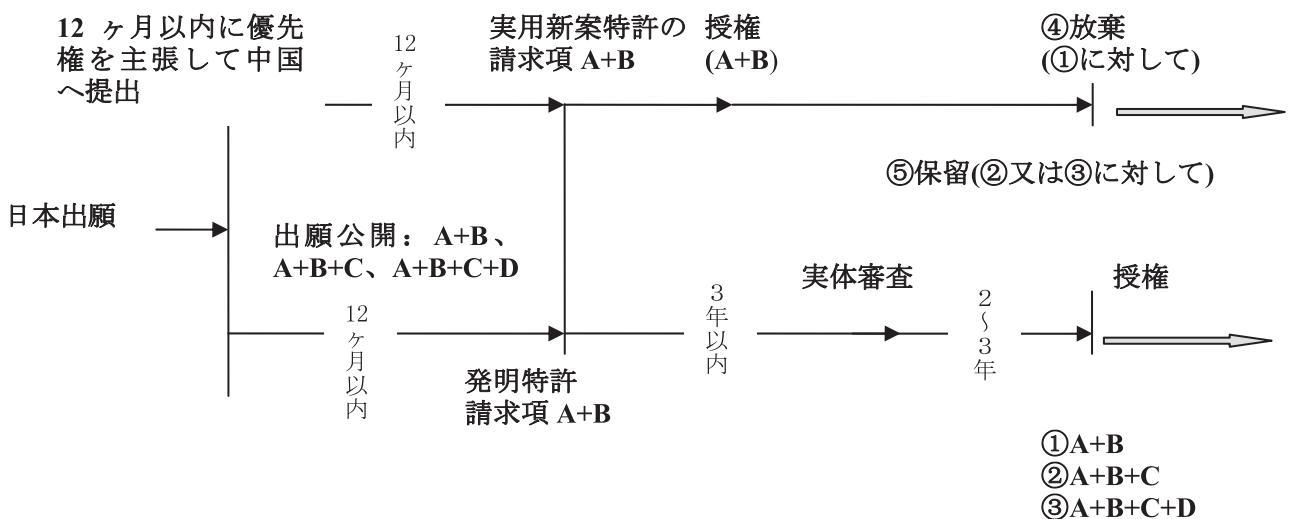 12 ヶ月以内に優先
権を主張して中国
へ提出
12ヶ月以内
実用新案特許の
請求項 A+B
授権
(A+B)
④放棄
(①に対して)
⑤保留(②又は③に対して)
日本出願
出願公開： A+B、
A+B+C、A+B+C+D
12ヶ月以内
発明特許
請求項 A+B
3年以内
実体審査
2～3年
授権
①A+B
②A+B+C
③A+B+C+D